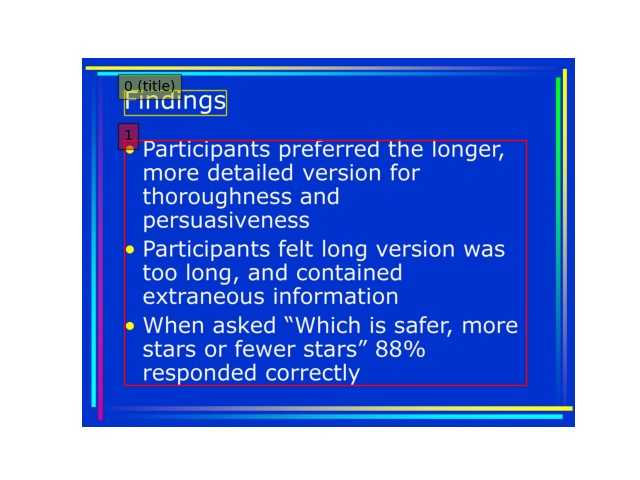 0 (title)
Findings
1
• Participants preferred the longer,
more detailed version for
thoroughness and
persuasiveness
• Participants felt long version was
too long, and contained
extraneous information
• When asked “Which is safer, more
stars or fewer stars” 88%
responded correctly